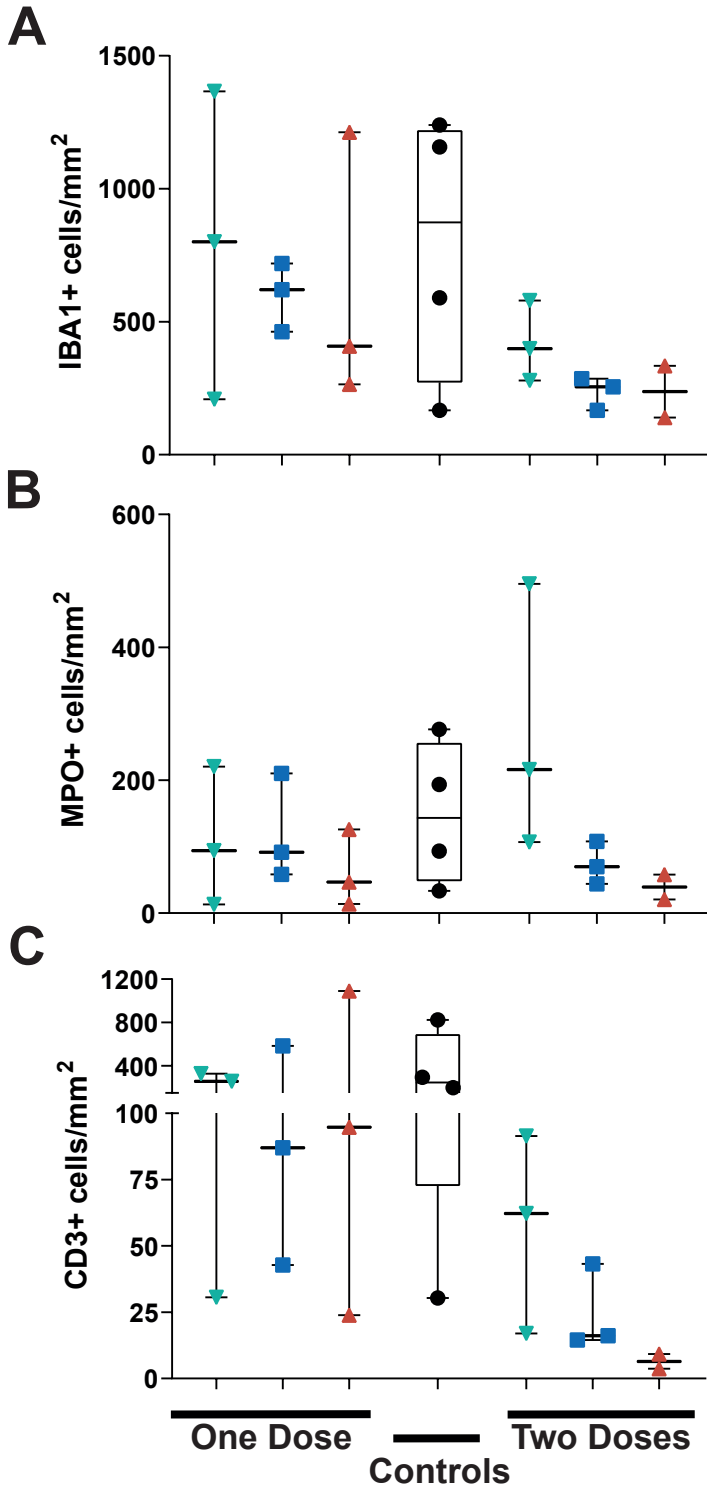 A
1500
1000
500
0
IBA1+ cells/mm²
B
600
400
200
0
MPO+ cells/mm²
C
1200
800
400
100
75
50
25
0
CD3+ cells/mm²
One Dose
Controls
Two Doses